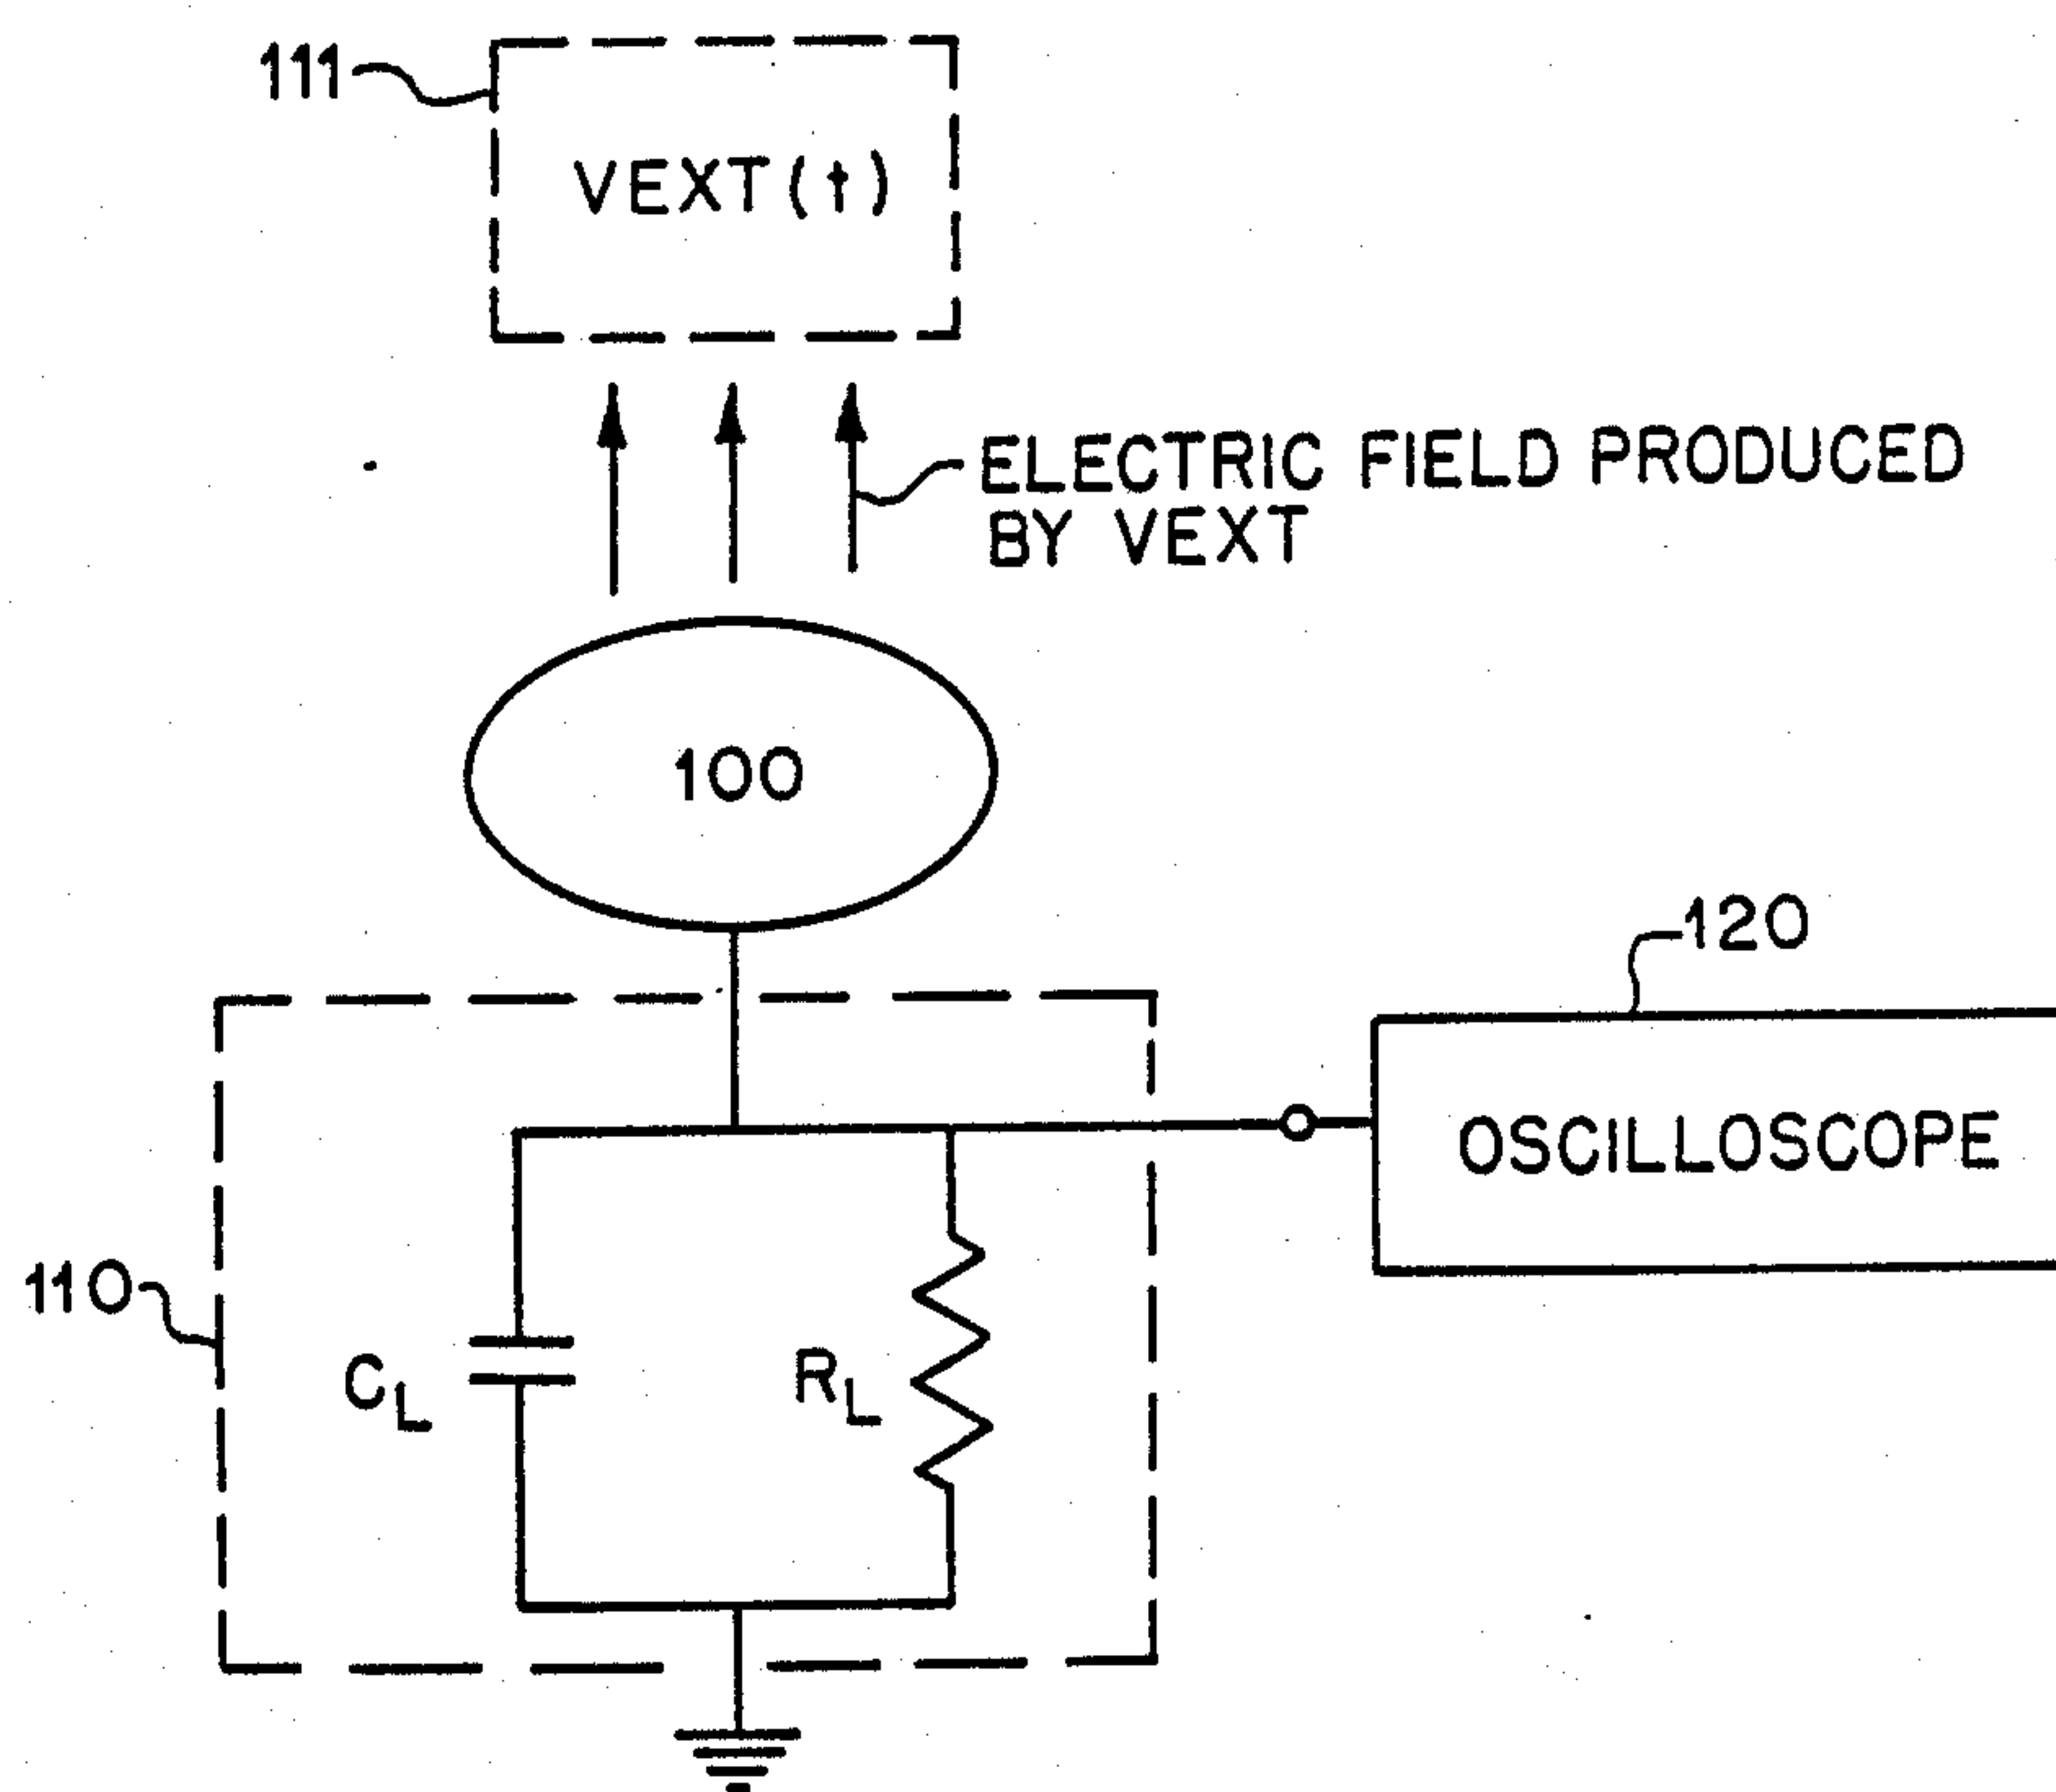 111
VEXT(t)
ELECTRIC FIELD PRODUCED
BY VEXT
100
120
OSCILLOSCOPE
110
CL
RL